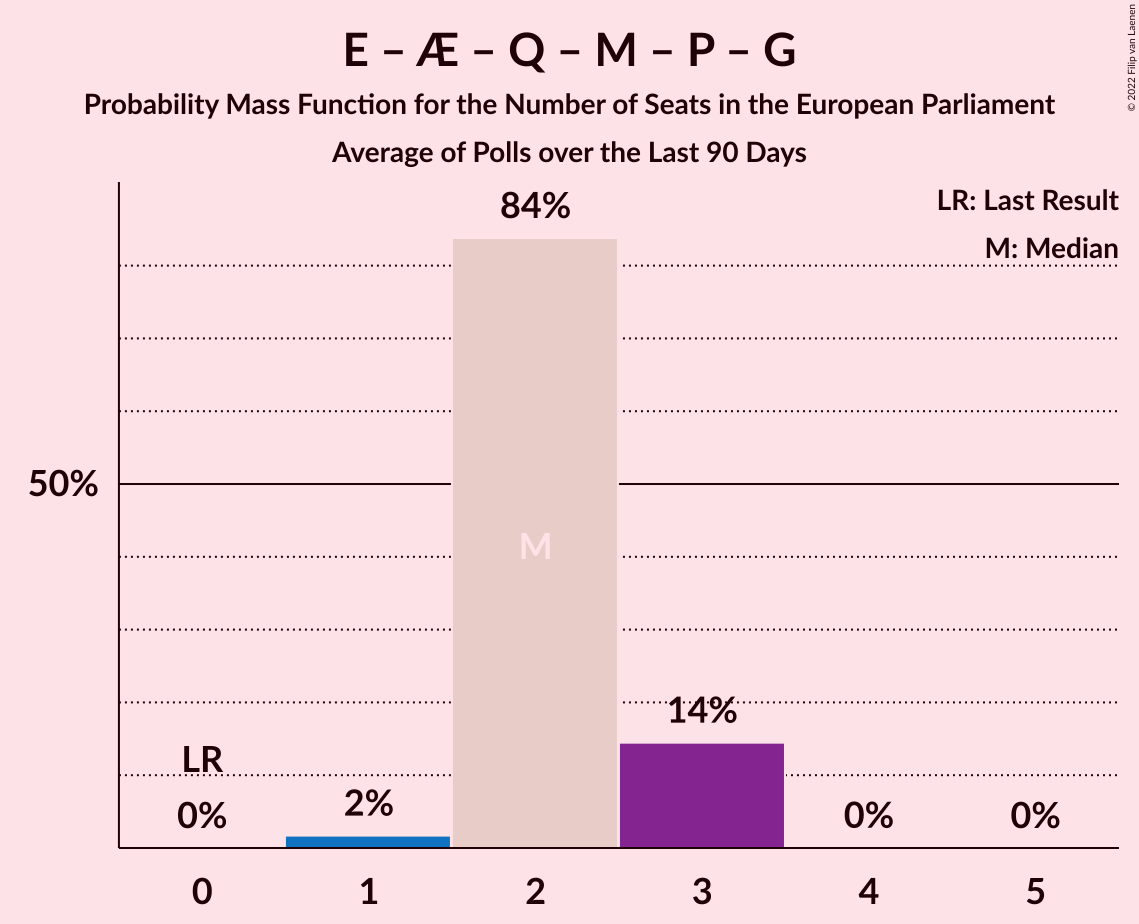 E – Æ – Q – M – P – G
Probability Mass Function for the Number of Seats in the European Parliament
Average of Polls over the Last 90 Days
© 2022 Filip van Laenen
LR: Last Result
M: Median
84%
50%
M
14%
LR
0%
2%
0%
0%
0 1 2 3 4 5